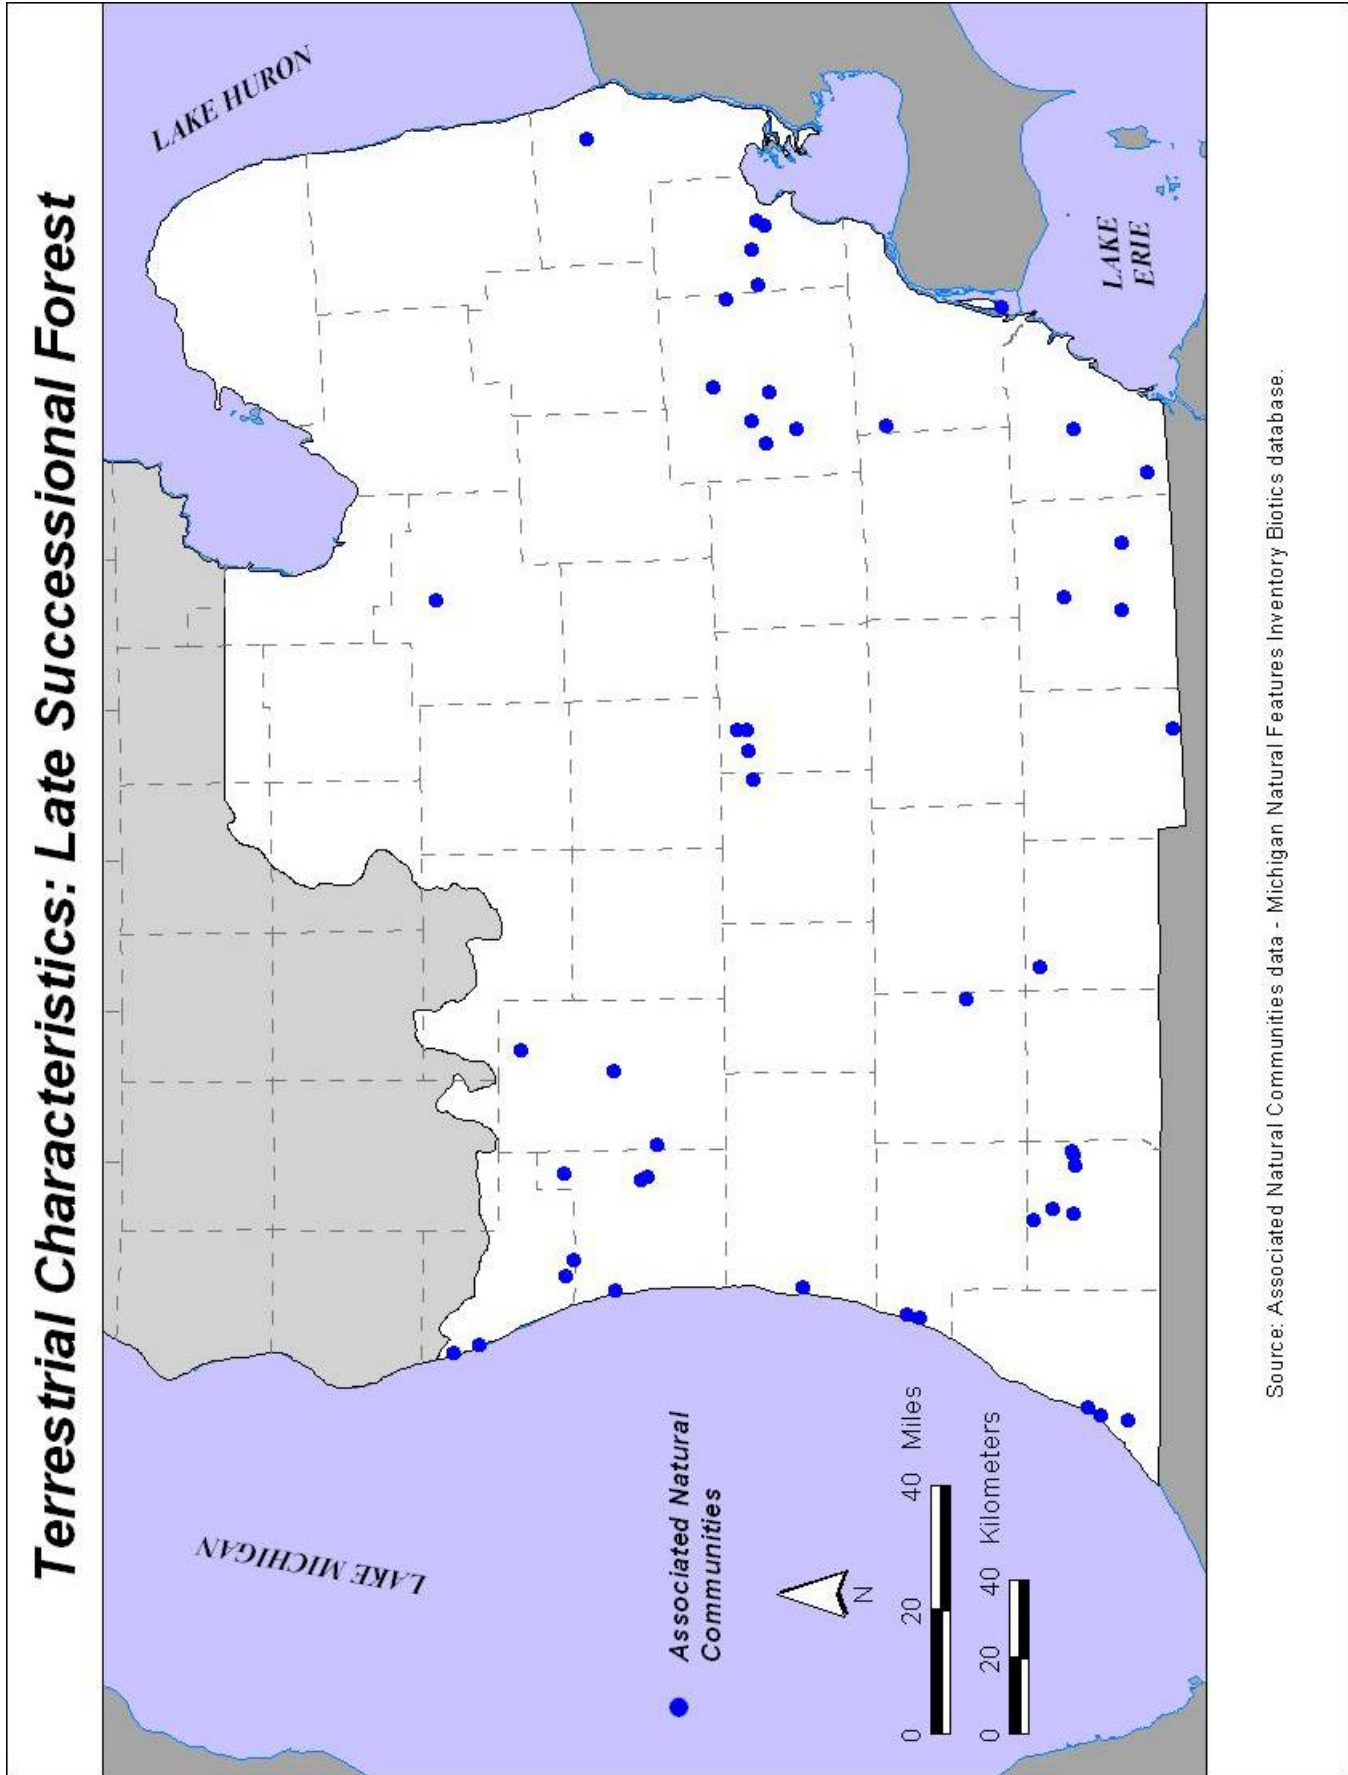 Terrestrial Characteristics: Late Successional Forest
LAKE HURON
LAKE MICHIGAN
LAKE
ERIE
Associated Natural
Communities
N
0 20 40 Miles
0 20 40 Kilometers
Source: Associated Natural Communities data - Michigan Natural Features Inventory Biotics database.